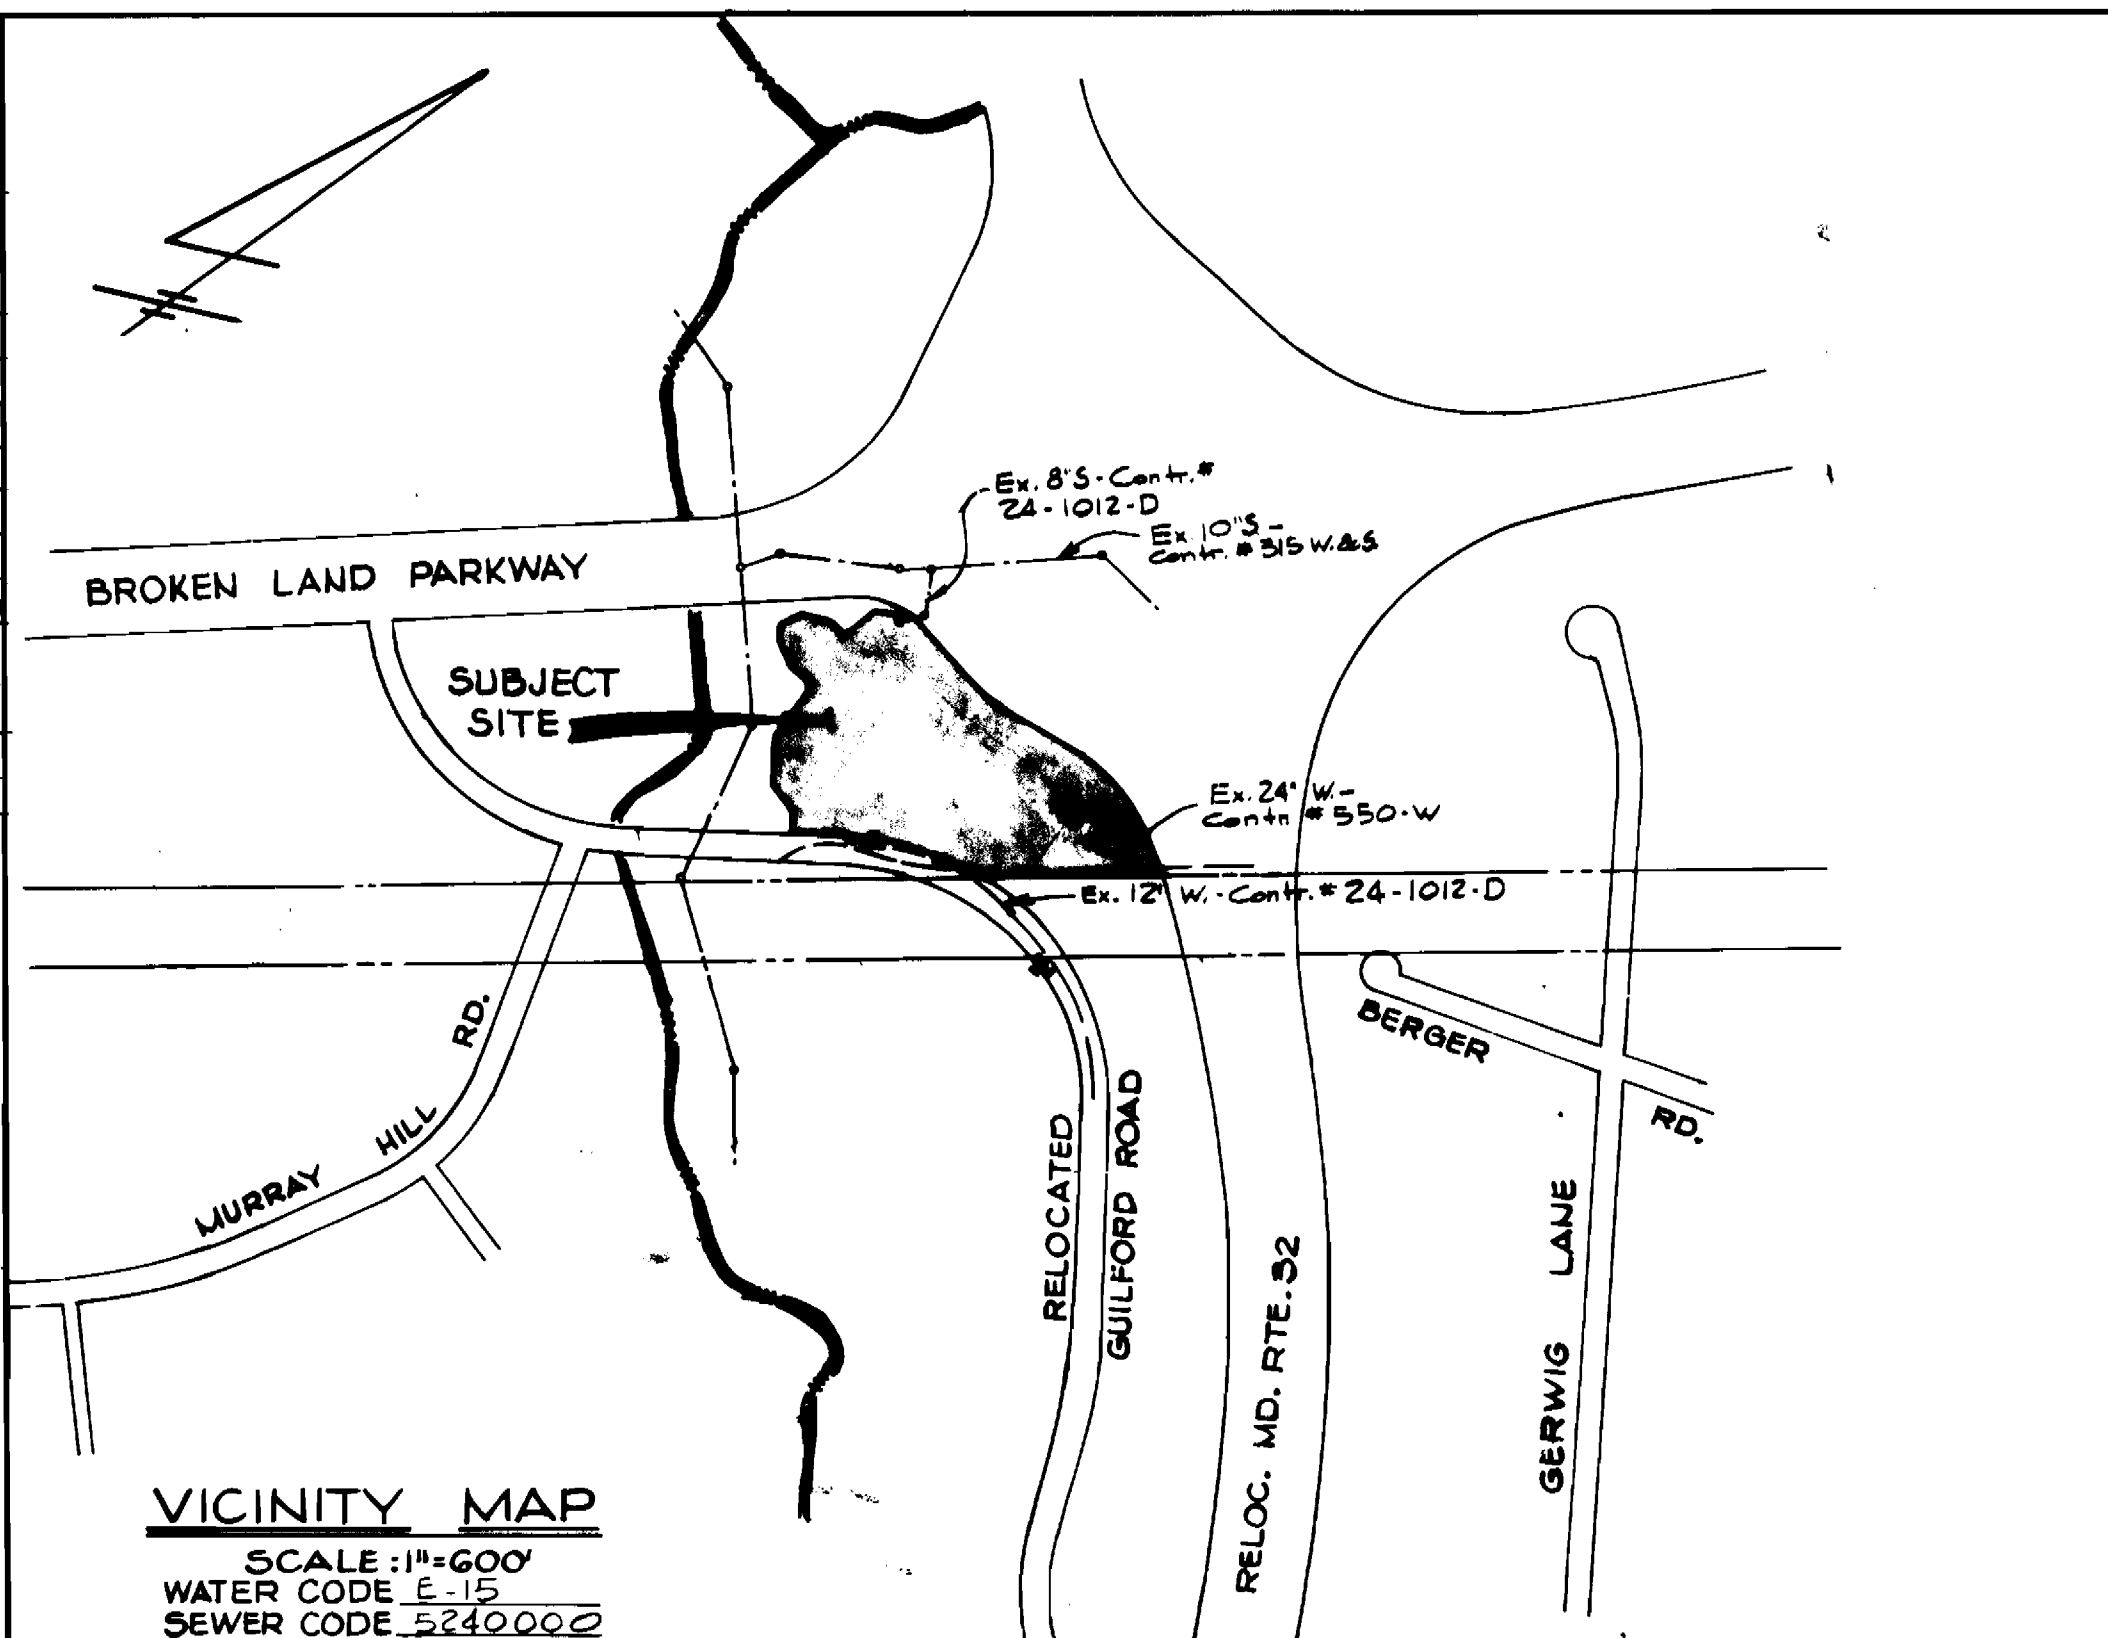 Ex. 8"S-Contr.#
24-1012-D
Ex. 10"S-
Contr. # 315 W.&S
BROKEN LAND PARKWAY
SUBJECT
SITE
Ex. 24" W.-
Contr # 550-W
Ex. 12" W.-Contr.# 24-1012-D
BERGER
RD.
MURRAY HILL RD.
RELOCATED
GUILFORD ROAD
RELOC. MD. RTE. 32
GERWIG LANE
VICINITY MAP
SCALE : 1"=600'
WATER CODE E-15
SEWER CODE 5240000